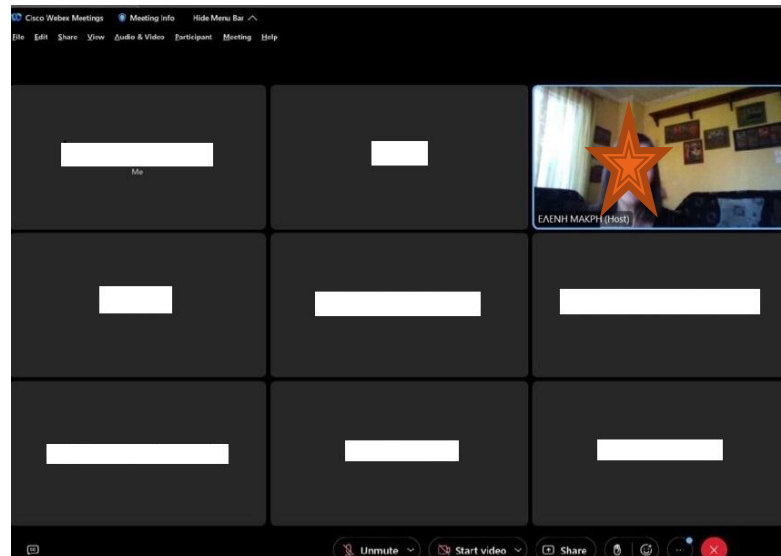 Cisco Webex Meetings Meeting Info Hide Menu Bar
File Edit Share View Audio & Video Participant Meeting Help
Me
ΕΛΕΝΗ ΜΑΚΡΗ (Host)
Unmute Start video Share